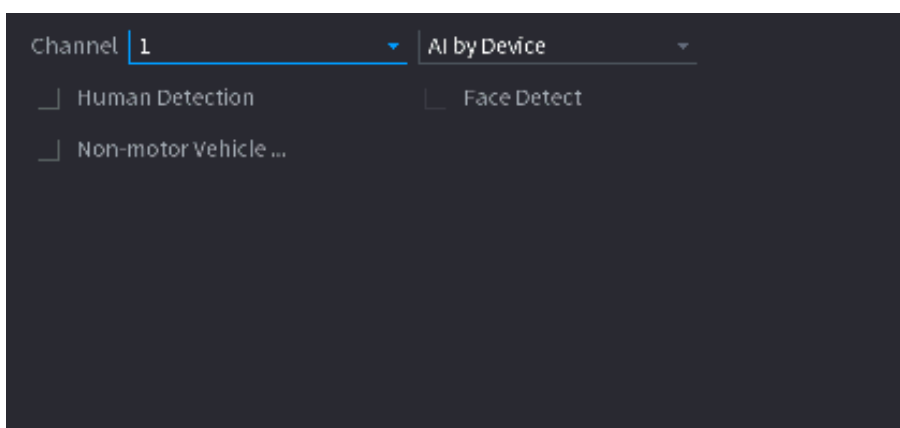 Channel 1 AI by Device
Human Detection Face Detect
Non-motor Vehicle ...